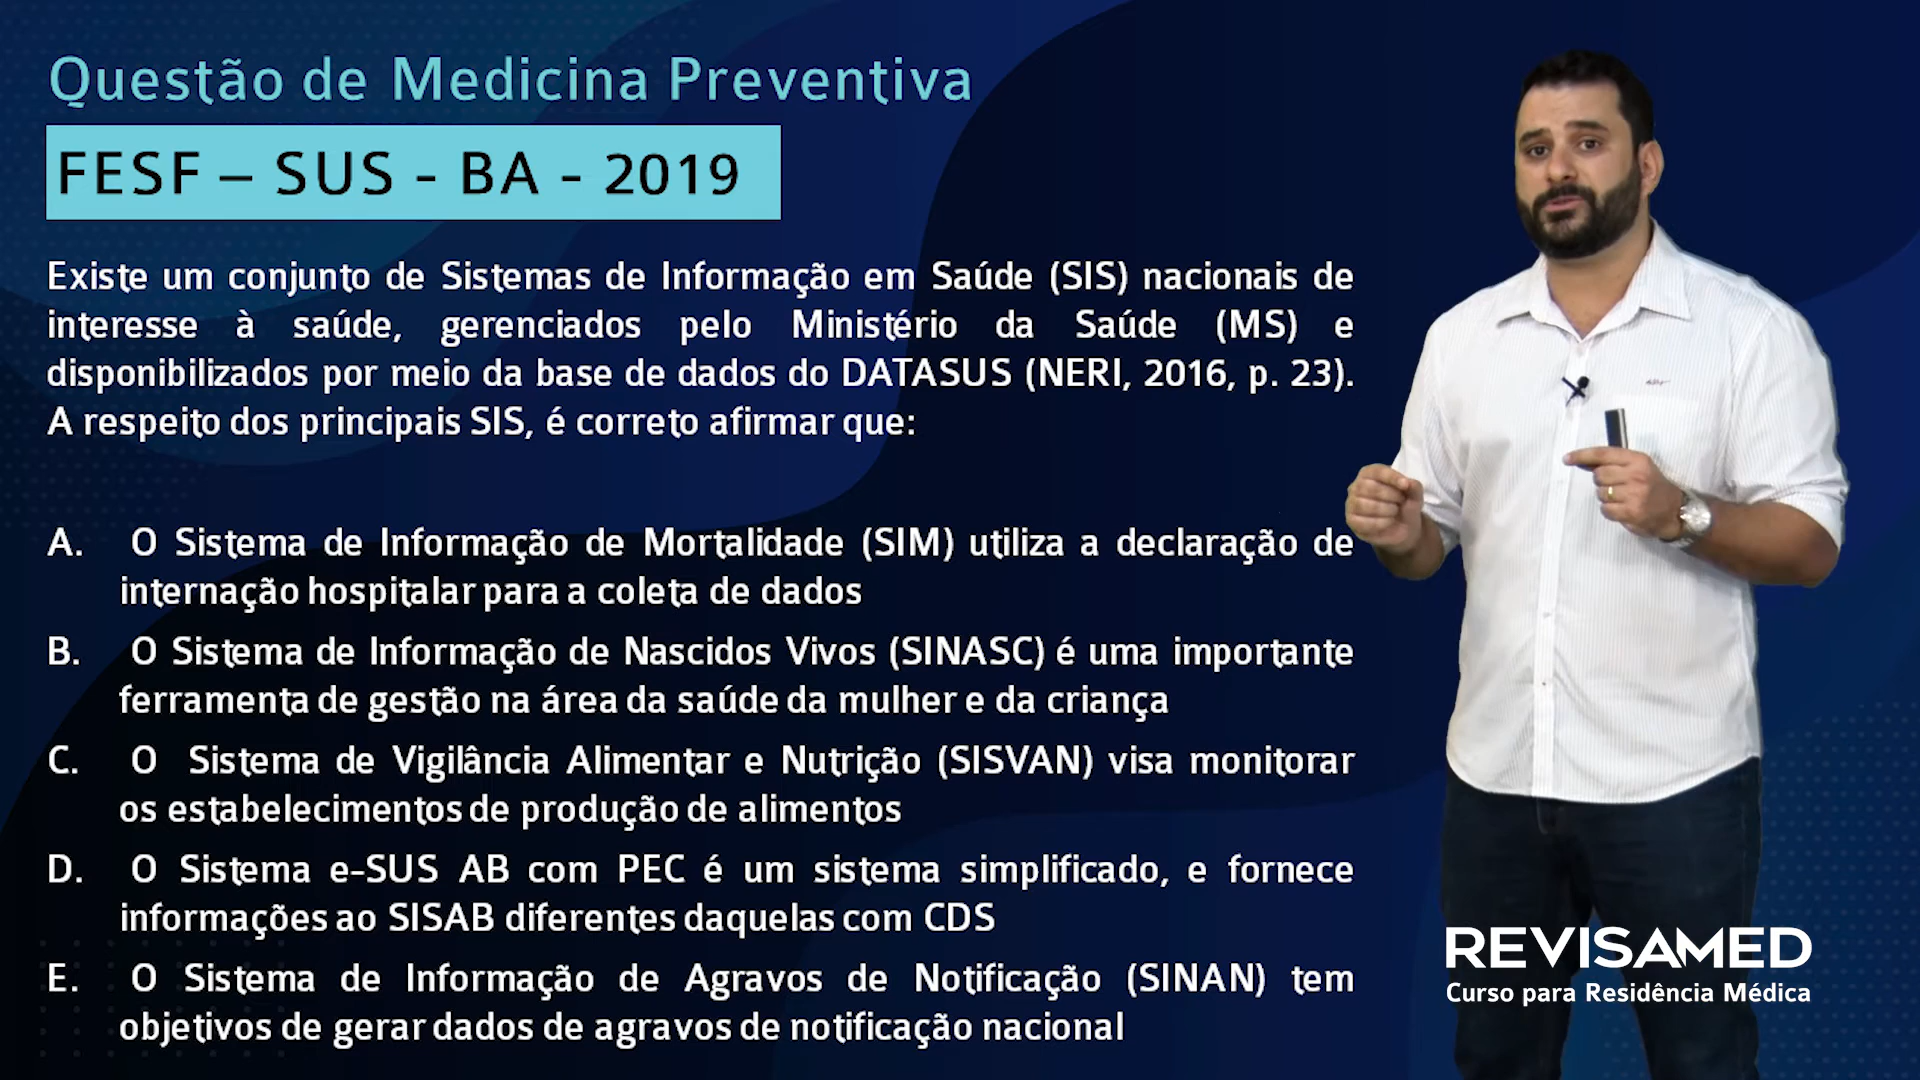 Questão de Medicina Preventiva
FESF – SUS - BA - 2019
Existe um conjunto de Sistemas de Informação em Saúde (SIS) nacionais de
interesse à saúde, gerenciados pelo Ministério da Saúde (MS) e
disponibilizados por meio da base de dados do DATASUS (NERI, 2016, p. 23).
A respeito dos principais SIS, é correto afirmar que:
A. O Sistema de Informação de Mortalidade (SIM) utiliza a declaração de
internação hospitalar para a coleta de dados
B. O Sistema de Informação de Nascidos Vivos (SINASC) é uma importante
ferramenta de gestão na área da saúde da mulher e da criança
C. O Sistema de Vigilância Alimentar e Nutrição (SISVAN) visa monitorar
os estabelecimentos de produção de alimentos
D. O Sistema e-SUS AB com PEC é um sistema simplificado, e fornece
informações ao SISAB diferentes daquelas com CDS
E. O Sistema de Informação de Agravos de Notificação (SINAN) tem
objetivos de gerar dados de agravos de notificação nacional
REVISAMED
Curso para Residência Médica